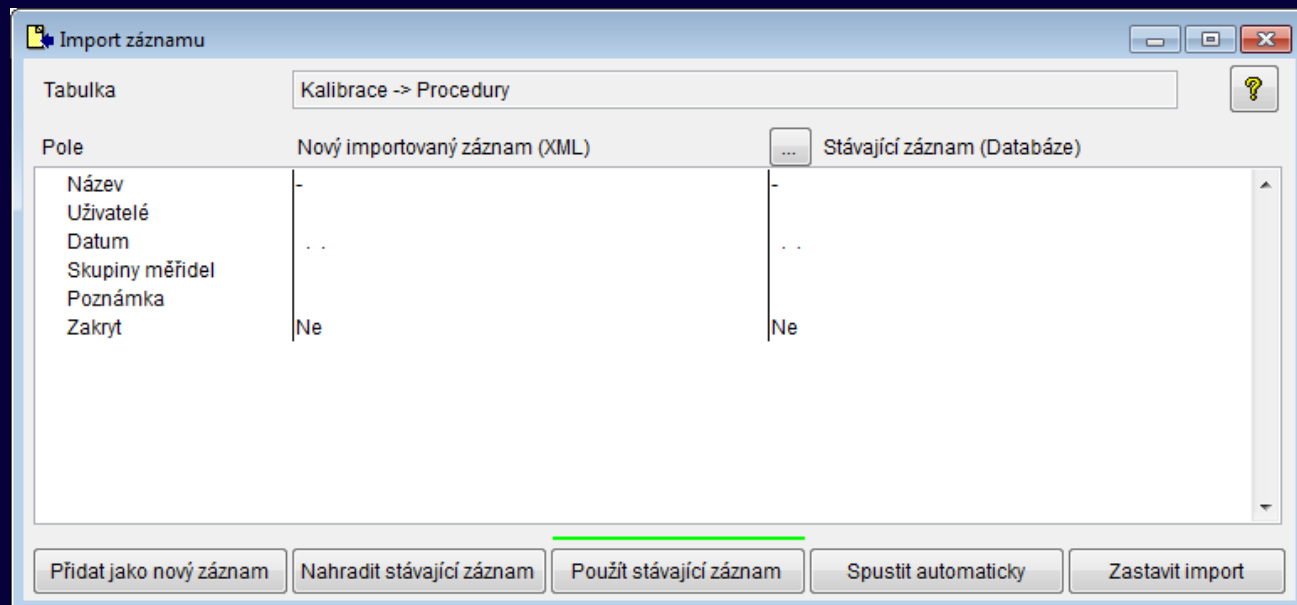 Import záznamu
Tabulka Kalibrace -> Procedury ?
Pole Nový importovaný záznam (XML) ... Stávající záznam (Databáze)
Název - -
Uživatelé
Datum . . . .
Skupiny měřidel
Poznámka
Zakryt Ne Ne
Přidat jako nový záznam Nahradit stávající záznam Použít stávající záznam Spustit automaticky Zastavit import